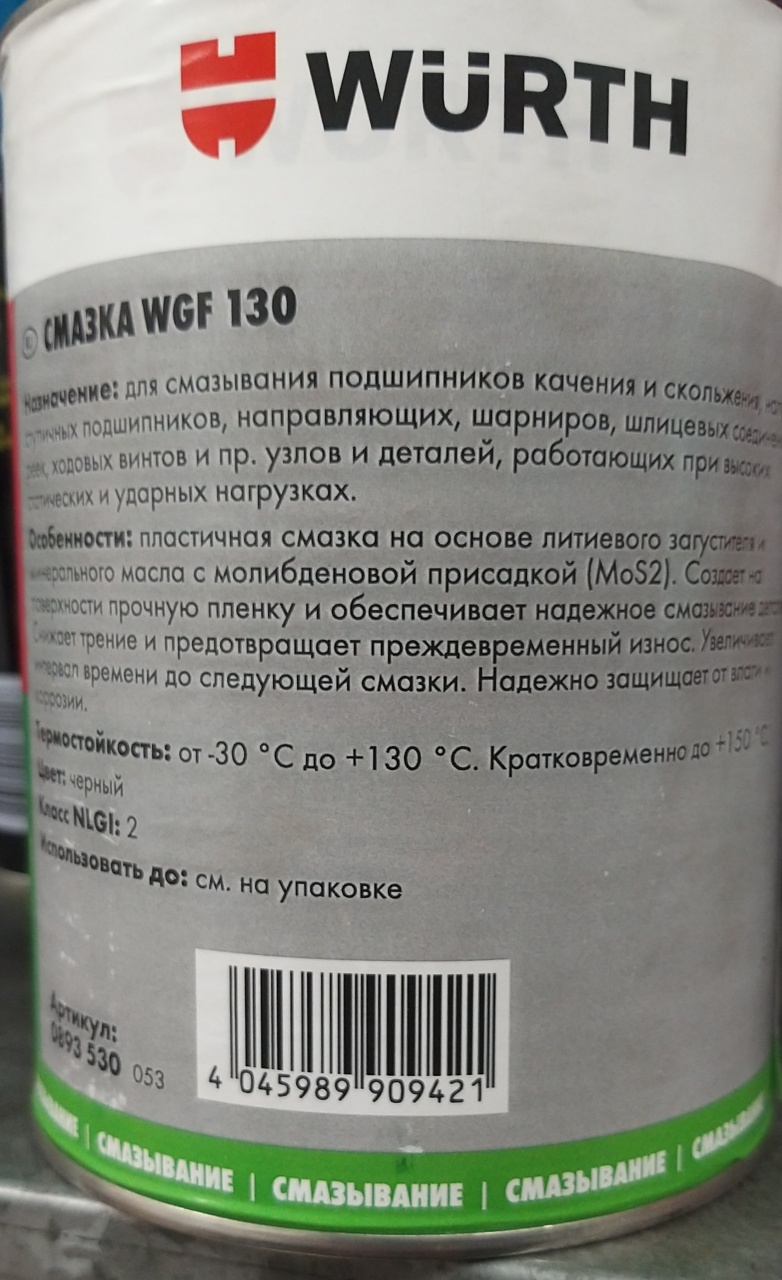 WÜRTH
СМАЗКА WGF 130
Назначение: для смазывания подшипников качения и скольжения,
ступичных подшипников, направляющих, шарниров, шлицевых соединений
реек, ходовых винтов и пр. узлов и деталей, работающих при высоких
и ударных нагрузках.
Особенности: пластичная смазка на основе литиевого загустителя и
минерального масла с молибденовой присадкой (MoS2). Создает на
поверхности прочную пленку и обеспечивает надежное смазывание
Снижает трение и предотвращает преждевременный износ. Увеличивает
интервал времени до следующей смазки. Надежно защищает от влаги и
коррозии.
Термостойкость: от -30 °C до +130 °C. Кратковременно до +150 °C
Цвет: черный
Класс NLGI: 2
Использовать до: см. на упаковке
Артикул:
0893 530 053
4 045989 909421
СМАЗЫВАНИЕ | СМАЗЫВАНИЕ | СМАЗЫВАНИЕ | СМАЗЫВАНИЕ